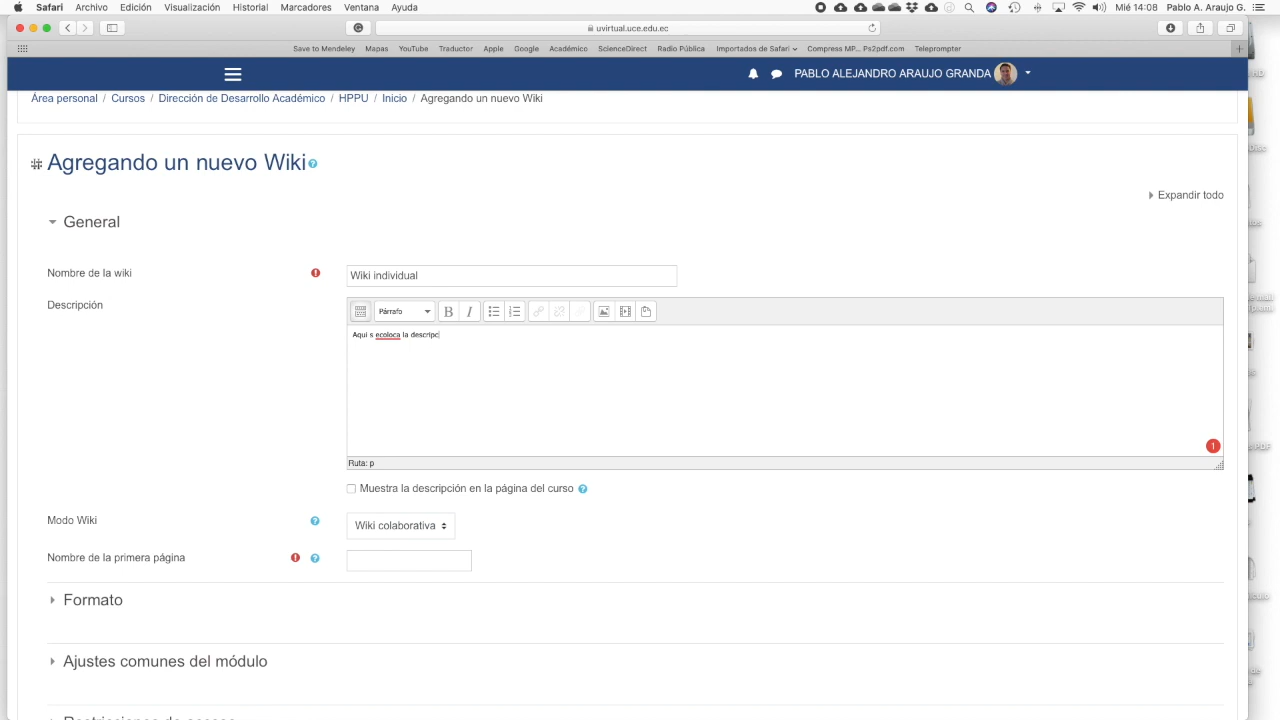 Safari Archivo Edición Visualización Historial Marcadores Ventana Ayuda Mié 14:08 Pablo A. Araujo G.
uvirtual.uce.edu.ec
Save to Mendeley Mapas YouTube Traductor Apple Google Académico ScienceDirect Radio Pública Importados de Safari Compress MP... Ps2pdf.com Teleprompter
PABLO ALEJANDRO ARAUJO GRANDA
Área personal / Cursos / Dirección de Desarrollo Académico / HPPU / Inicio / Agregando un nuevo Wiki
Agregando un nuevo Wiki
Expandir todo
General
Nombre de la wiki
Wiki individual
Descripción
Párrafo B I
Aqui s ecoloca la descripc
1
Ruta: p
Muestra la descripción en la página del curso
Modo Wiki
Wiki colaborativa
Nombre de la primera página
Formato
Ajustes comunes del módulo